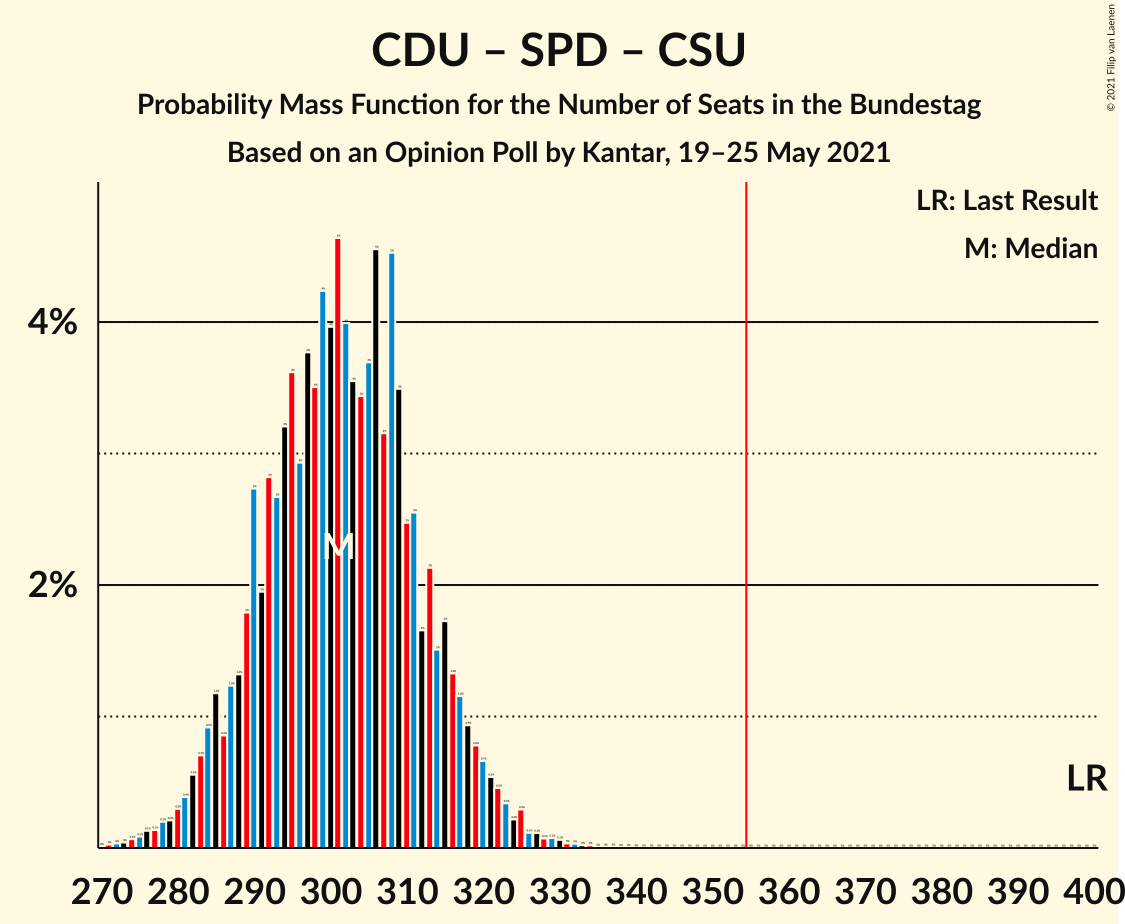 CDU – SPD – CSU
Probability Mass Function for the Number of Seats in the Bundestag
Based on an Opinion Poll by Kantar, 19–25 May 2021
© 2021 Filip van Laenen
LR: Last Result
M: Median
4%
2%
M
LR
270 280 290 300 310 320 330 340 350 360 370 380 390 400